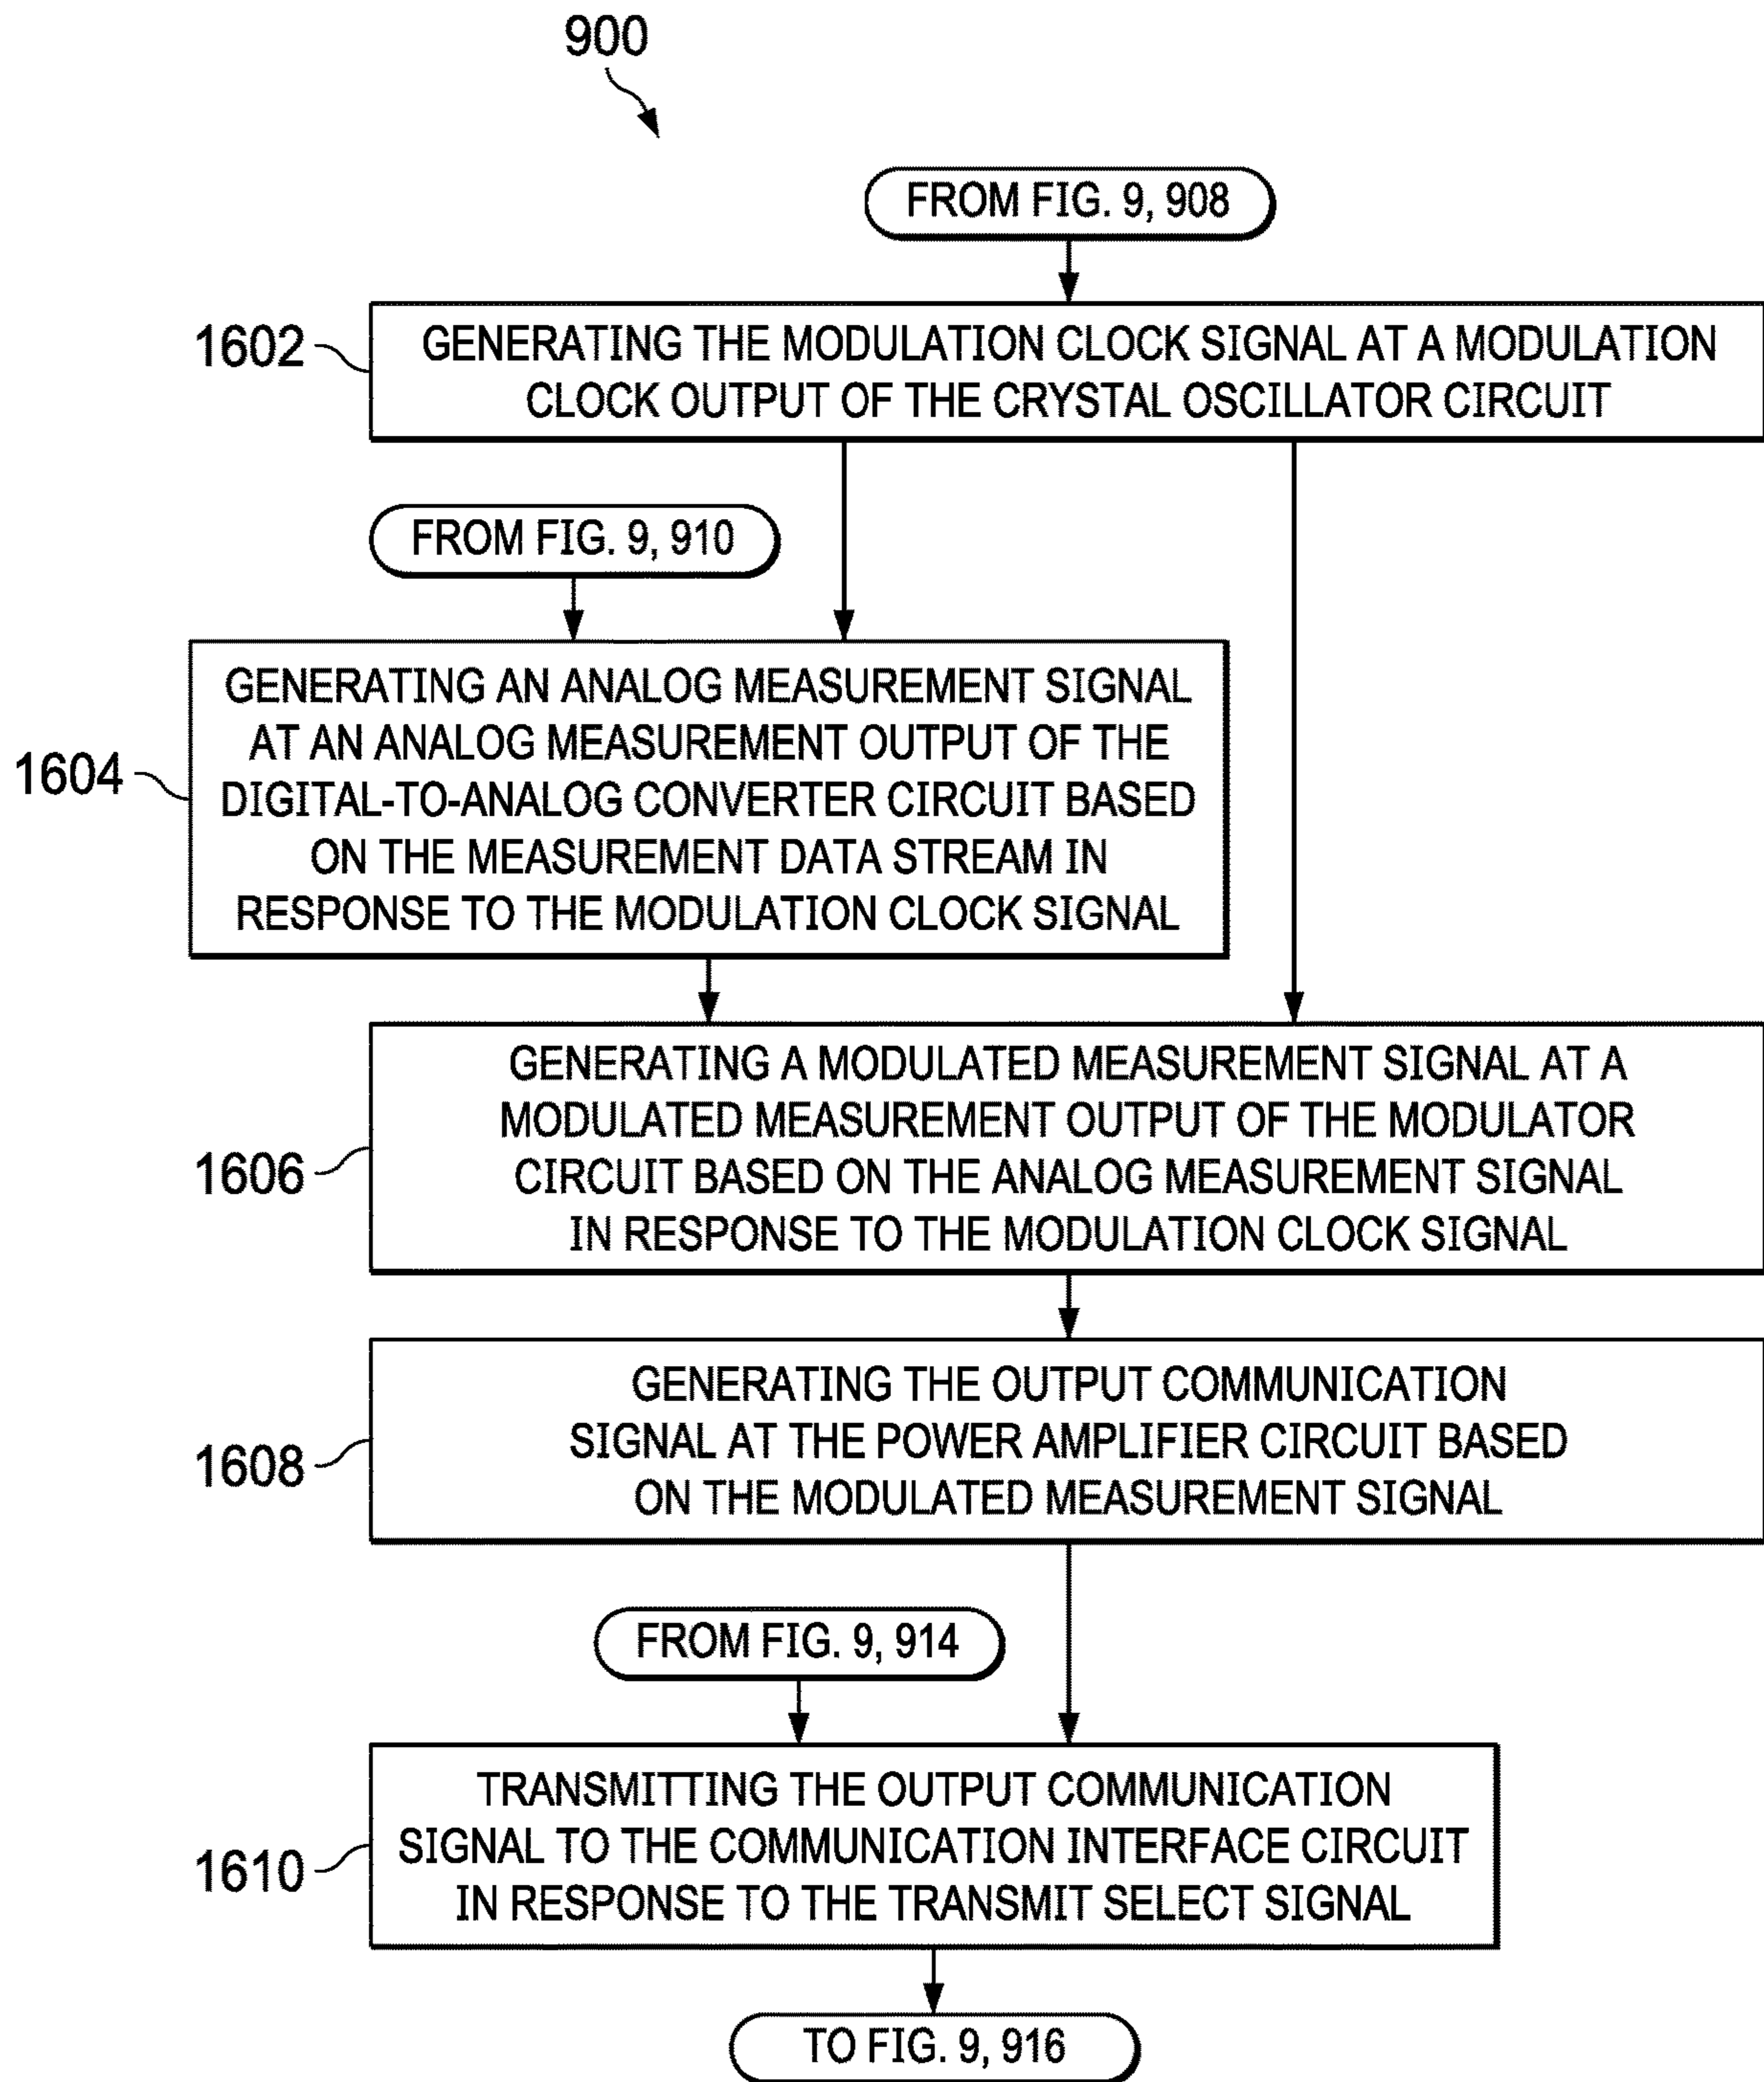 900
FROM FIG. 9, 908
1602
GENERATING THE MODULATION CLOCK SIGNAL AT A MODULATION
CLOCK OUTPUT OF THE CRYSTAL OSCILLATOR CIRCUIT
FROM FIG. 9, 910
1604
GENERATING AN ANALOG MEASUREMENT SIGNAL
AT AN ANALOG MEASUREMENT OUTPUT OF THE
DIGITAL-TO-ANALOG CONVERTER CIRCUIT BASED
ON THE MEASUREMENT DATA STREAM IN
RESPONSE TO THE MODULATION CLOCK SIGNAL
1606
GENERATING A MODULATED MEASUREMENT SIGNAL AT A
MODULATED MEASUREMENT OUTPUT OF THE MODULATOR
CIRCUIT BASED ON THE ANALOG MEASUREMENT SIGNAL
IN RESPONSE TO THE MODULATION CLOCK SIGNAL
1608
GENERATING THE OUTPUT COMMUNICATION
SIGNAL AT THE POWER AMPLIFIER CIRCUIT BASED
ON THE MODULATED MEASUREMENT SIGNAL
FROM FIG. 9, 914
1610
TRANSMITTING THE OUTPUT COMMUNICATION
SIGNAL TO THE COMMUNICATION INTERFACE CIRCUIT
IN RESPONSE TO THE TRANSMIT SELECT SIGNAL
TO FIG. 9, 916